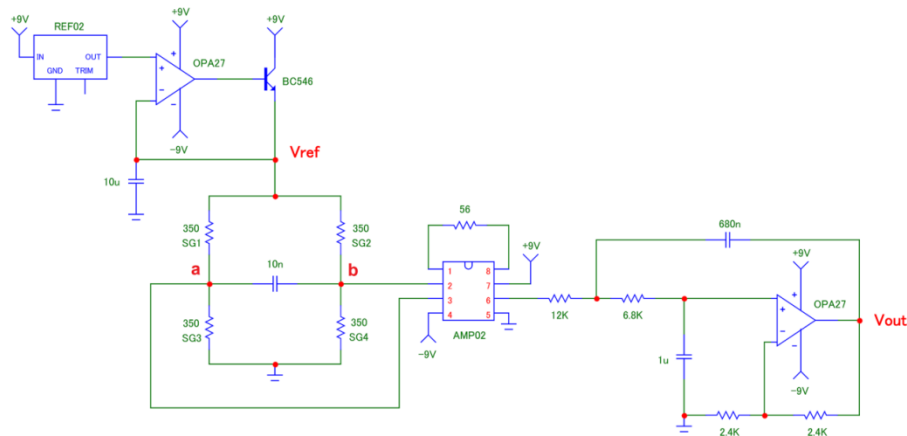 +9V
REF02
+9V
+9V
IN
OUT
GND
TRIM
OPA27
BC546
+
+
−
−
−9V
Vref
10u
350
SG1
350
SG2
a
10n
b
350
SG3
350
SG4
56
+9V
1
8
2
7
3
6
4
5
AMP02
−9V
12K
6.8K
680n
+9V
+
+
−
−
OPA27
Vout
−9V
1u
2.4K
2.4K